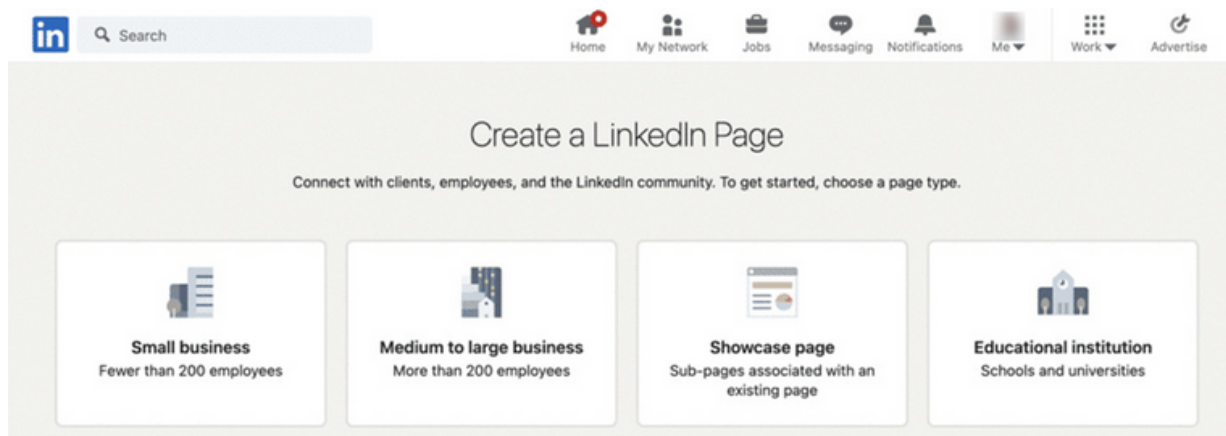 in
Search
Home
My Network
Jobs
Messaging
Notifications
Me
Work
Advertise
Create a LinkedIn Page
Connect with clients, employees, and the LinkedIn community. To get started, choose a page type.
Small business
Fewer than 200 employees
Medium to large business
More than 200 employees
Showcase page
Sub-pages associated with an
existing page
Educational institution
Schools and universities